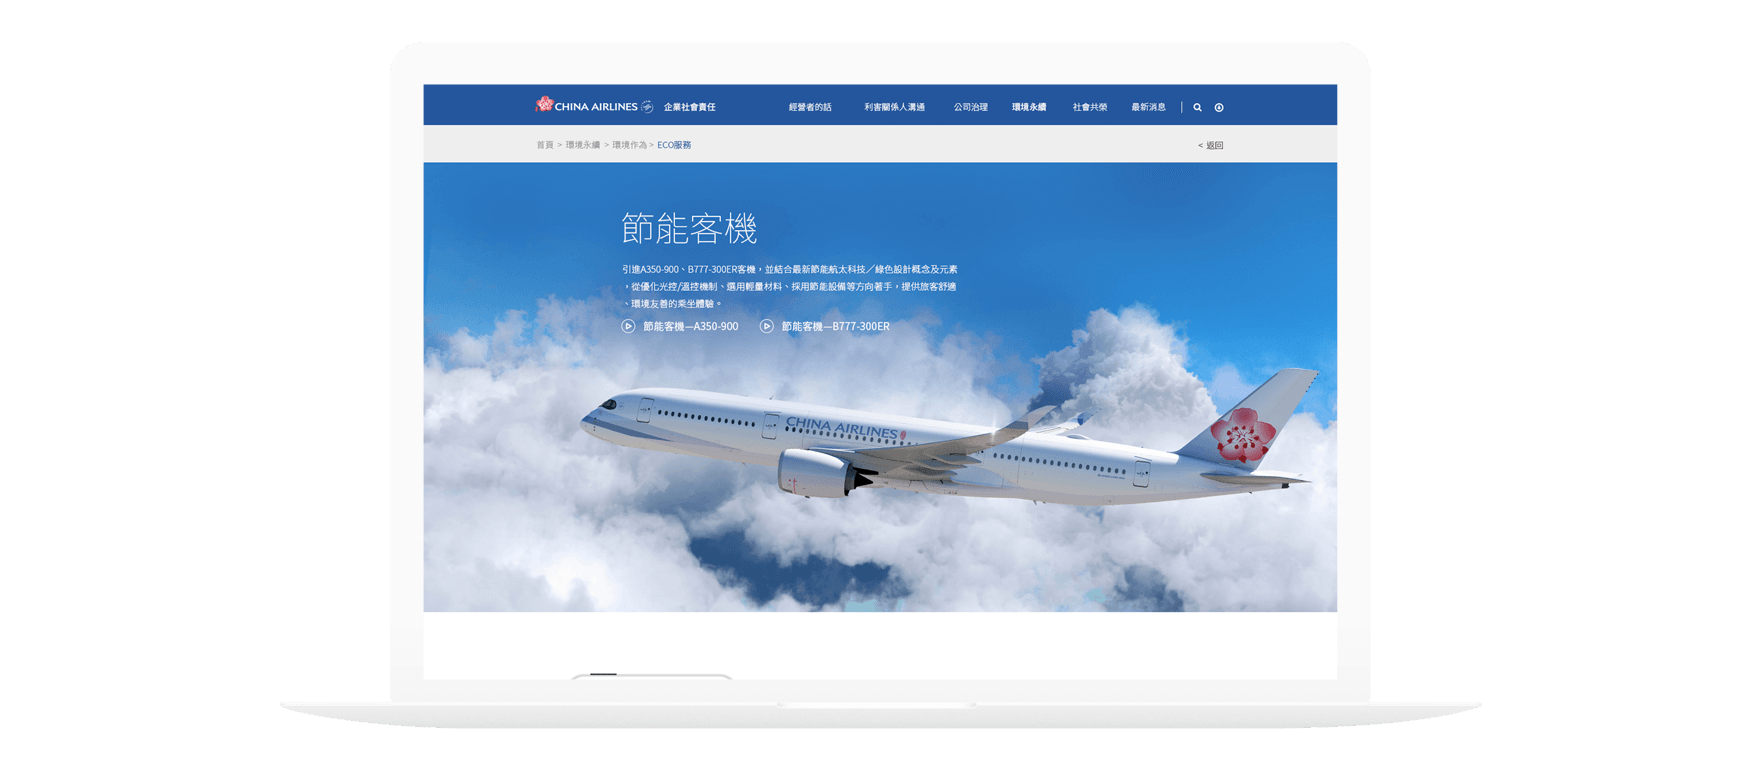 CHINA AIRLINES 企業社會責任 經營者的話 利害關係人溝通 公司治理 環境永續 社會共榮 最新消息
首頁 > 環境永續 > 環境作為 > ECO服務 < 返回
節能客機
引進A350-900、B777-300ER客機，並結合最新節能航太科技／綠色設計概念及元素
，從優化光控/溫控機制、選用輕量材料、採用節能設備等方向著手，提供旅客舒適
、環境友善的乘坐體驗。
節能客機—A350-900 節能客機—B777-300ER
CHINA AIRLINES